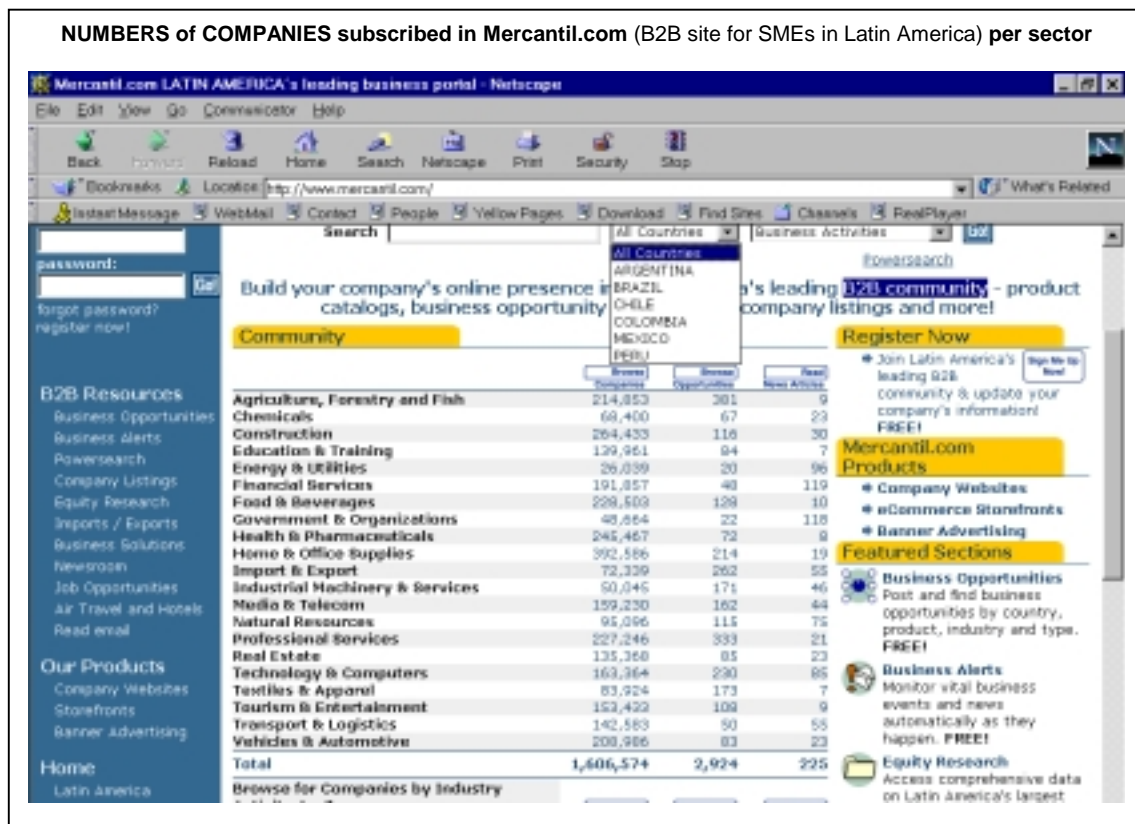 NUMBERS of COMPANIES subscribed in Mercantil.com (B2B site for SMEs in Latin America) per sector
Mercantil.com LATIN AMERICA's leading business portal - Netscape
File Edit View Go Communicator Help
Back Forward Reload Home Search Netscape Print Security Stop
Bookmarks Location: http://www.mercantil.com/ What's Related
Instant Message WebMail Contact People Yellow Pages Download Find Sites Channels RealPlayer
Search All Countries Business Activities Go!
password:
Go!
forgot password?
register now!
All Countries
ARGENTINA
BRAZIL
CHILE
COLOMBIA
MEXICO
PERU
Powersearch
Build your company's online presence in 's leading B2B community - product
catalogs, business opportunity company listings and more!
Community
Browse Companies Browse Opportunities Read News Articles
Agriculture, Forestry and Fish 214,853 381 9
Chemicals 68,400 67 23
Construction 264,433 116 30
Education & Training 139,961 84 7
Energy & Utilities 26,039 20 96
Financial Services 191,857 48 119
Food & Beverages 228,503 128 10
Government & Organizations 48,664 22 118
Health & Pharmaceuticals 245,467 72 8
Home & Office Supplies 392,586 214 19
Import & Export 72,339 262 55
Industrial Machinery & Services 50,045 171 46
Media & Telecom 159,230 162 44
Natural Resources 95,096 115 75
Professional Services 227,246 333 21
Real Estate 135,368 85 23
Technology & Computers 163,364 230 85
Textiles & Apparel 83,924 173 7
Tourism & Entertainment 153,433 108 9
Transport & Logistics 142,583 50 55
Vehicles & Automotive 208,986 83 23
Total 1,606,574 2,924 225
Browse for Companies by Industry
B2B Resources
Business Opportunities
Business Alerts
Powersearch
Company Listings
Equity Research
Imports / Exports
Business Solutions
Newsroom
Job Opportunities
Air Travel and Hotels
Read email
Our Products
Company Websites
Storefronts
Banner Advertising
Home
Latin America
Register Now
Join Latin America's
leading B2B
community & update your
company's information!
FREE!
Sign Me Up
Now!
Mercantil.com
Products
Company Websites
eCommerce Storefronts
Banner Advertising
Featured Sections
Business Opportunities
Post and find business
opportunities by country,
product, industry and type.
FREE!
Business Alerts
Monitor vital business
events and news
automatically as they
happen. FREE!
Equity Research
Access comprehensive data
on Latin America's largest